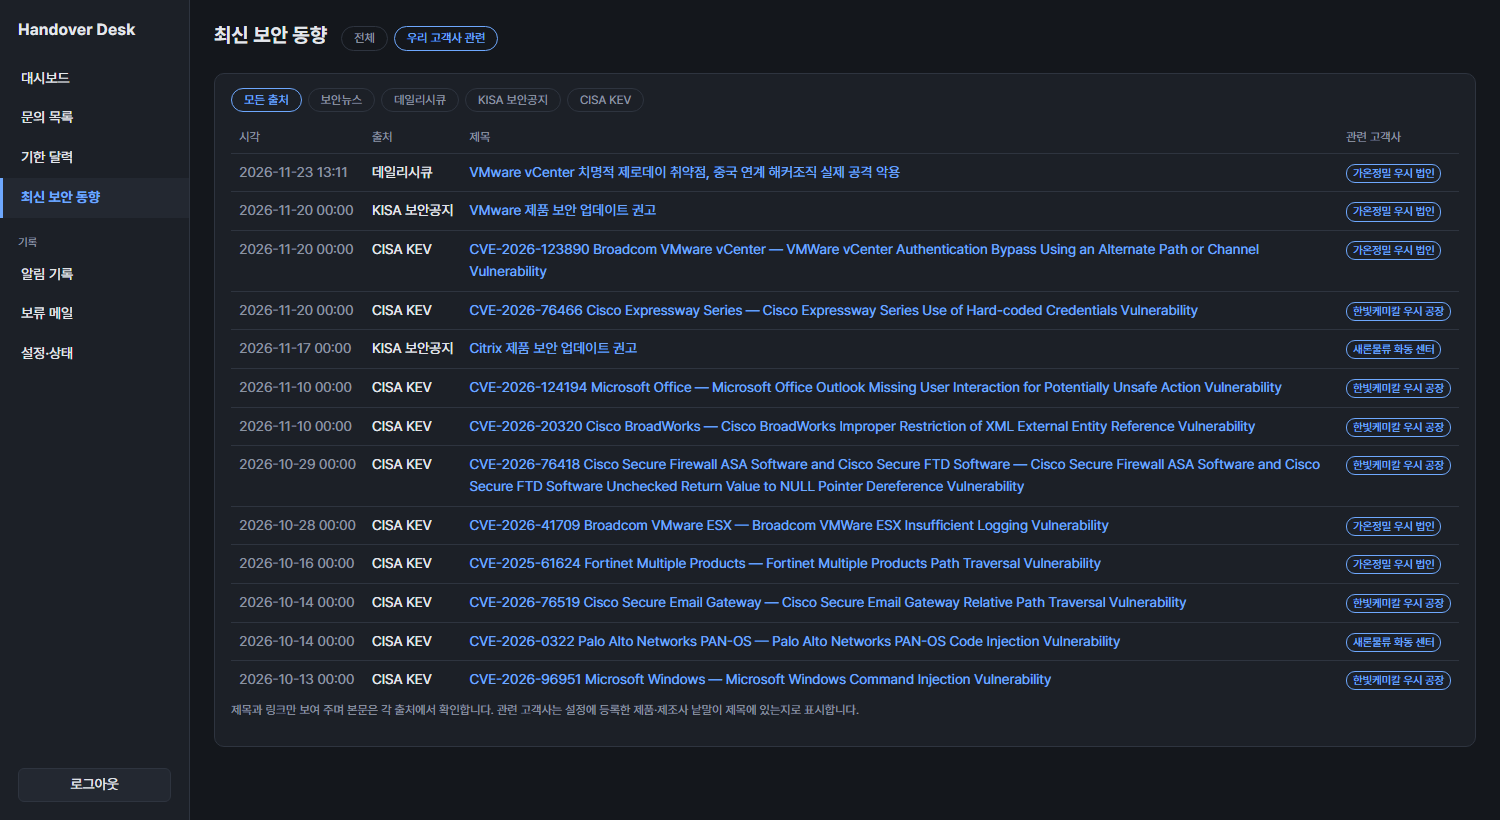 Handover Desk
대시보드
문의 목록
기한 달력
최신 보안 동향
기록
알림 기록
보류 메일
설정·상태
로그아웃
최신 보안 동향 전체 우리 고객사 관련
모든 출처 보안뉴스 데일리시큐 KISA 보안공지 CISA KEV
시각 출처 제목 관련 고객사
2026-11-23 13:11 데일리시큐 VMware vCenter 치명적 제로데이 취약점, 중국 연계 해커조직 실제 공격 악용 가온정밀 우시 법인
2026-11-20 00:00 KISA 보안공지 VMware 제품 보안 업데이트 권고 가온정밀 우시 법인
2026-11-20 00:00 CISA KEV CVE-2026-123890 Broadcom VMware vCenter — VMWare vCenter Authentication Bypass Using an Alternate Path or Channel 가온정밀 우시 법인
Vulnerability
2026-11-20 00:00 CISA KEV CVE-2026-76466 Cisco Expressway Series — Cisco Expressway Series Use of Hard-coded Credentials Vulnerability 한빛케미칼 우시 공장
2026-11-17 00:00 KISA 보안공지 Citrix 제품 보안 업데이트 권고 새론물류 화동 센터
2026-11-10 00:00 CISA KEV CVE-2026-124194 Microsoft Office — Microsoft Office Outlook Missing User Interaction for Potentially Unsafe Action Vulnerability 한빛케미칼 우시 공장
2026-11-10 00:00 CISA KEV CVE-2026-20320 Cisco BroadWorks — Cisco BroadWorks Improper Restriction of XML External Entity Reference Vulnerability 한빛케미칼 우시 공장
2026-10-29 00:00 CISA KEV CVE-2026-76418 Cisco Secure Firewall ASA Software and Cisco Secure FTD Software — Cisco Secure Firewall ASA Software and Cisco 한빛케미칼 우시 공장
Secure FTD Software Unchecked Return Value to NULL Pointer Dereference Vulnerability
2026-10-28 00:00 CISA KEV CVE-2026-41709 Broadcom VMware ESX — Broadcom VMWare ESX Insufficient Logging Vulnerability 가온정밀 우시 법인
2026-10-16 00:00 CISA KEV CVE-2025-61624 Fortinet Multiple Products — Fortinet Multiple Products Path Traversal Vulnerability 가온정밀 우시 법인
2026-10-14 00:00 CISA KEV CVE-2026-76519 Cisco Secure Email Gateway — Cisco Secure Email Gateway Relative Path Traversal Vulnerability 한빛케미칼 우시 공장
2026-10-14 00:00 CISA KEV CVE-2026-0322 Palo Alto Networks PAN-OS — Palo Alto Networks PAN-OS Code Injection Vulnerability 새론물류 화동 센터
2026-10-13 00:00 CISA KEV CVE-2026-96951 Microsoft Windows — Microsoft Windows Command Injection Vulnerability 한빛케미칼 우시 공장
제목과 링크만 보여 주며 본문은 각 출처에서 확인합니다. 관련 고객사는 설정에 등록한 제품·제조사 낱말이 제목에 있는지로 표시합니다.